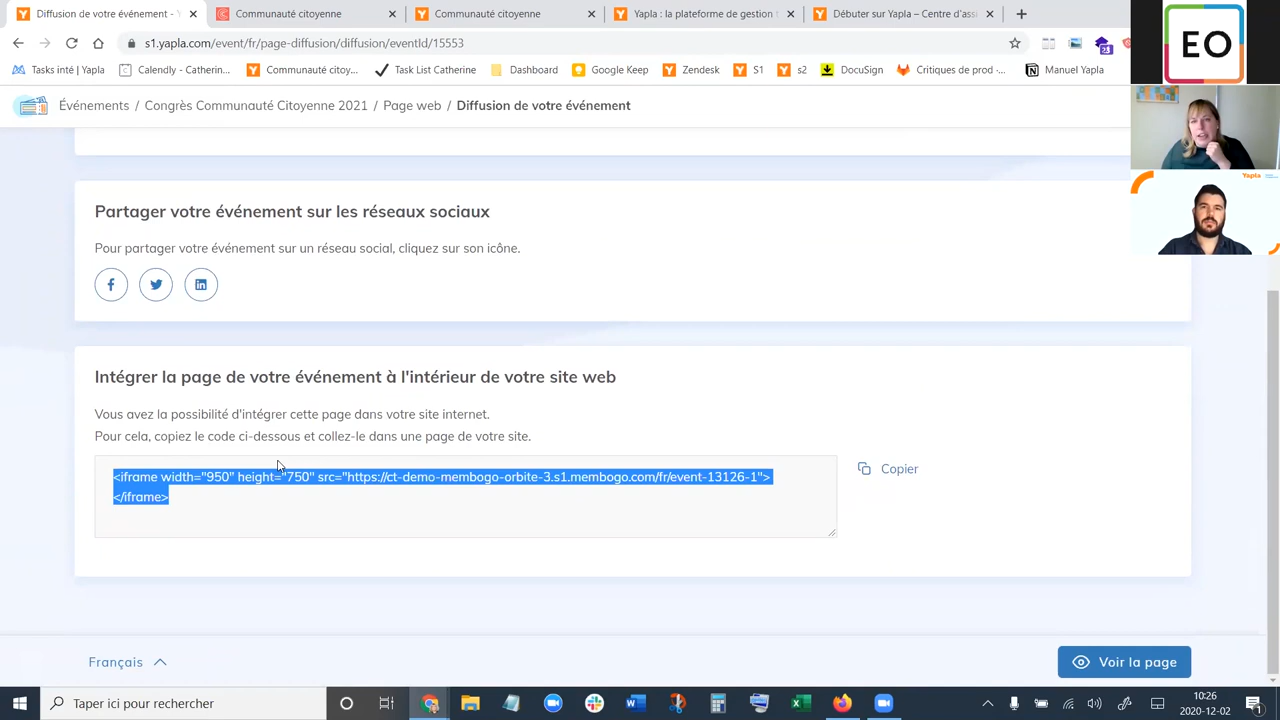 Diffusion de votre événement -
Communauté citoyenne
Communauté citoyenne
Yapla : la plateforme de gestion
Débuter sur Yapla – Centre d'assi
s1.yapla.com/event/fr/page-diffusion/diffusion/eventId/15553
Tasks inté | Yapla
Calendly - Catherin...
Communauté citoy...
Task List Catherine
Dashboard
Google Keep
Zendesk
S1
s2
DocuSign
Critiques de prod -...
Manuel Yapla
EO
Yapla
Événements / Congrès Communauté Citoyenne 2021 / Page web / Diffusion de votre événement
Partager votre événement sur les réseaux sociaux
Pour partager votre événement sur un réseau social, cliquez sur son icône.
Intégrer la page de votre événement à l'intérieur de votre site web
Vous avez la possibilité d'intégrer cette page dans votre site internet.
Pour cela, copiez le code ci-dessous et collez-le dans une page de votre site.
<iframe width="950" height="750" src="https://ct-demo-membogo-orbite-3.s1.membogo.com/fr/event-13126-1">
</iframe>
Copier
Français
Voir la page
Taper ici pour rechercher
10:26
2020-12-02